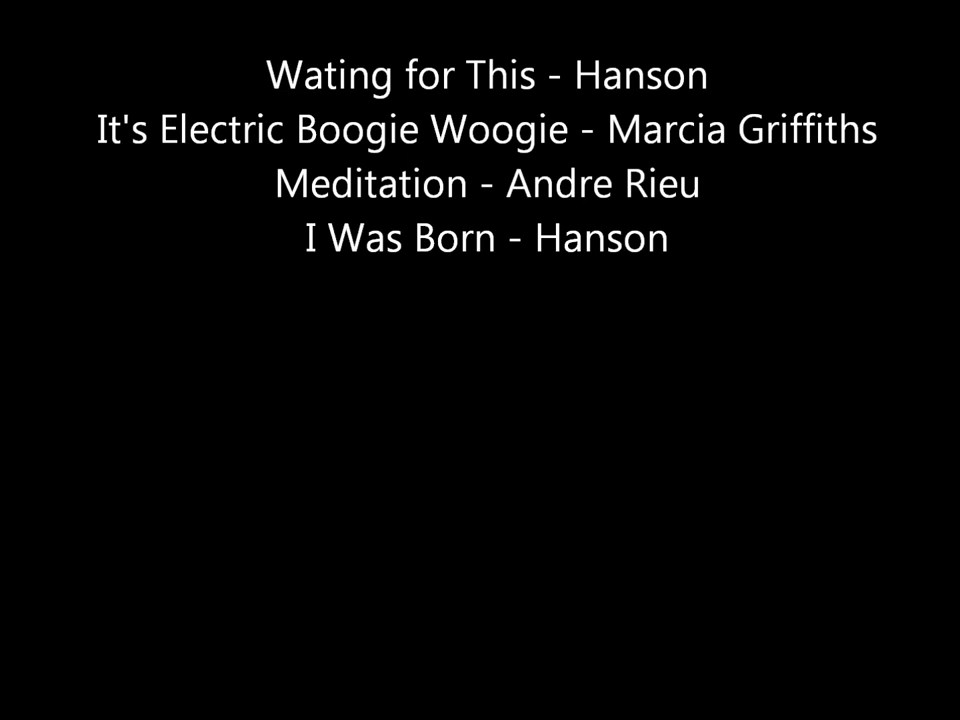 Wating for This - Hanson
It's Electric Boogie Woogie - Marcia Griffiths
Meditation - Andre Rieu
I Was Born - Hanson